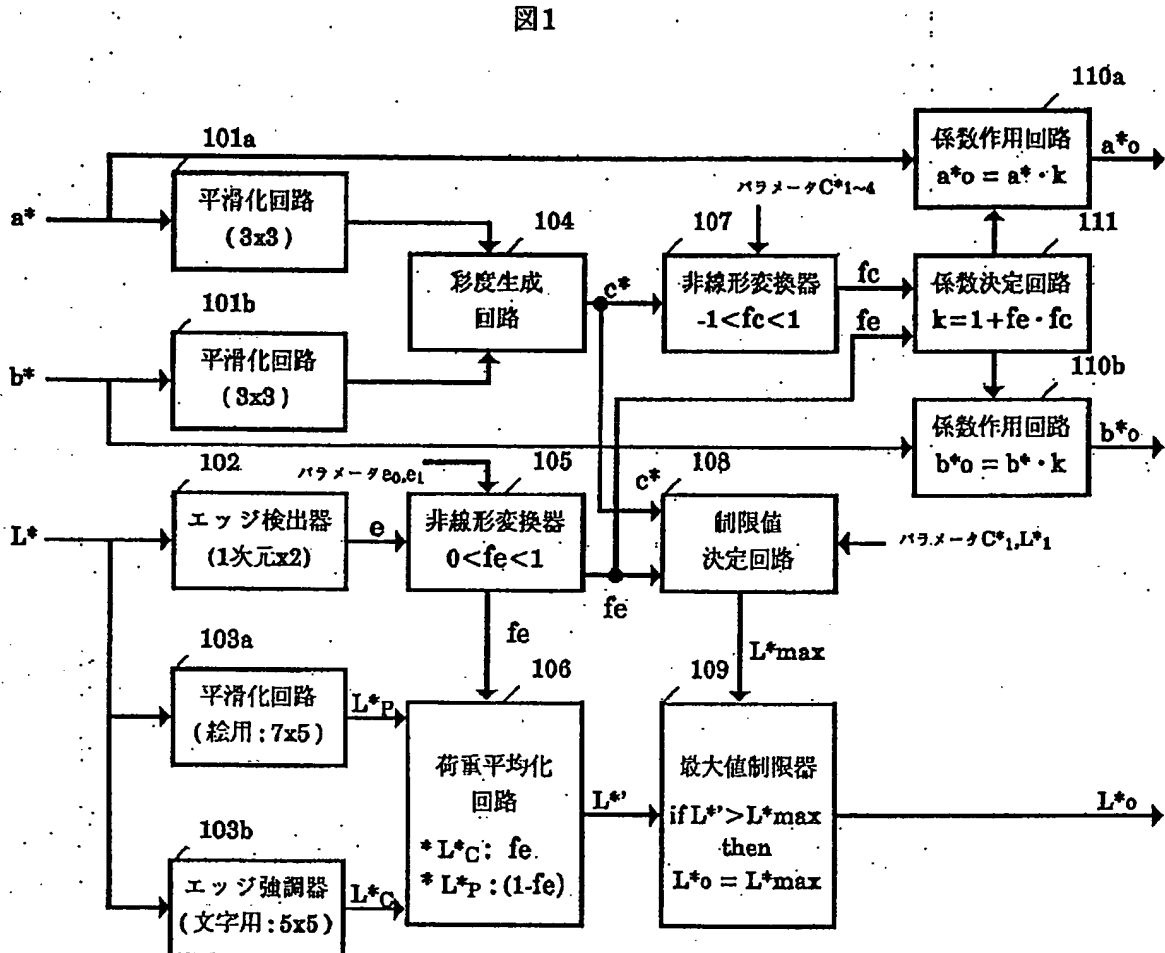 図1
110a
係数作用回路
a*o = a*・k
a*o
101a
平滑化回路
(3x3)
a*
パラメータC*1~4
104
彩度生成
回路
c*
107
非線形変換器
-1<fc<1
fc
fe
111
係数決定回路
k=1+fe・fc
101b
平滑化回路
(3x3)
b*
110b
係数作用回路
b*o = b*・k
b*o
102
エッジ検出器
(1次元x2)
L*
e
パラメータe0,e1
105
非線形変換器
0<fe<1
fe
fe
c*
108
制限値
決定回路
パラメータC*1,L*1
L*max
103a
平滑化回路
(絵用:7x5)
L*P
106
荷重平均化
回路
* L*C: fe
* L*P:(1-fe)
L*'
109
最大値制限器
if L*'>L*max
then
L*o = L*max
L*o
103b
エッジ強調器
(文字用:5x5)
L*C